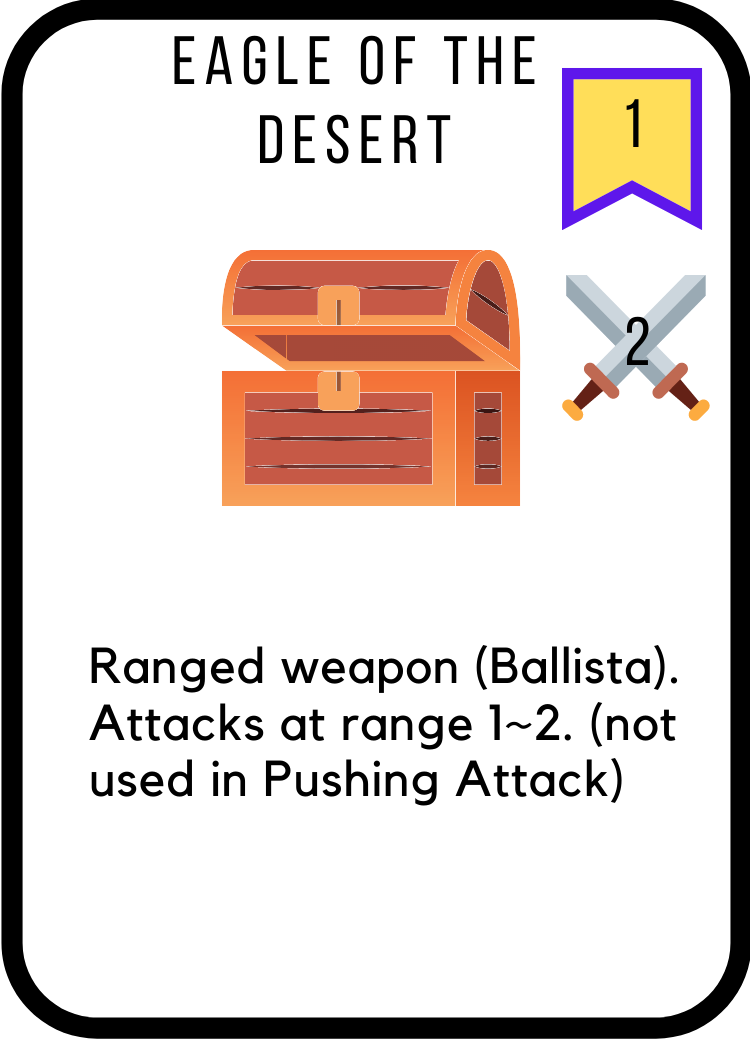 EAGLE OF THE
DESERT
1
2
Ranged weapon (Ballista).
Attacks at range 1~2. (not
used in Pushing Attack)